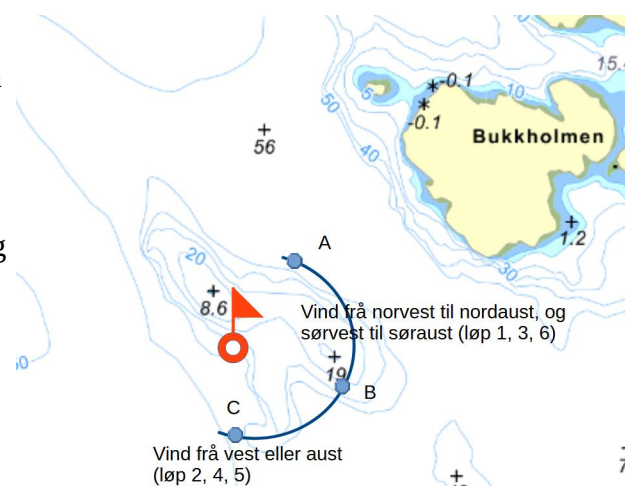 15.
-0.1
10
5
50
-0.1
Bukkholmen
56
40
1.2
g
A
20
30
8.6
Vind frå norvest til nordaust, og
sørvest til søraust (løp 1, 3, 6)
19
B
C
Vind frå vest eller aust
(løp 2, 4, 5)